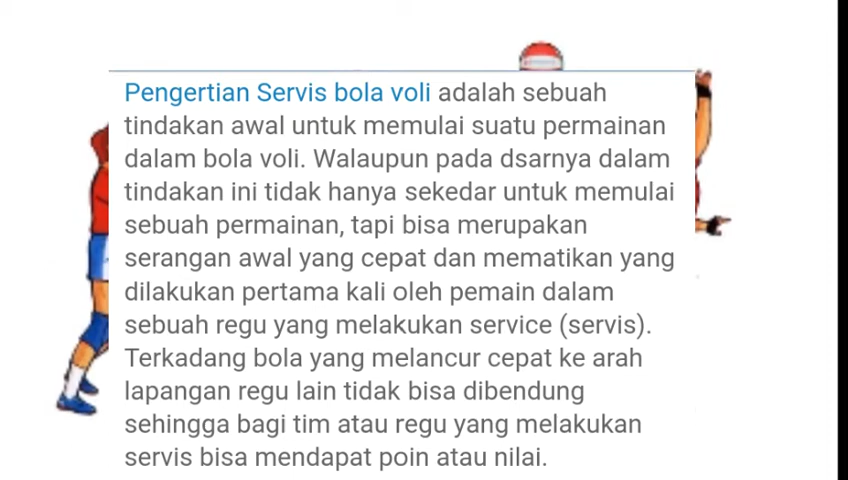 Pengertian Servis bola voli adalah sebuah
tindakan awal untuk memulai suatu permainan
dalam bola voli. Walaupun pada dsarnya dalam
tindakan ini tidak hanya sekedar untuk memulai
sebuah permainan, tapi bisa merupakan
serangan awal yang cepat dan mematikan yang
dilakukan pertama kali oleh pemain dalam
sebuah regu yang melakukan service (servis).
Terkadang bola yang melancur cepat ke arah
lapangan regu lain tidak bisa dibendung
sehingga bagi tim atau regu yang melakukan
servis bisa mendapat poin atau nilai.